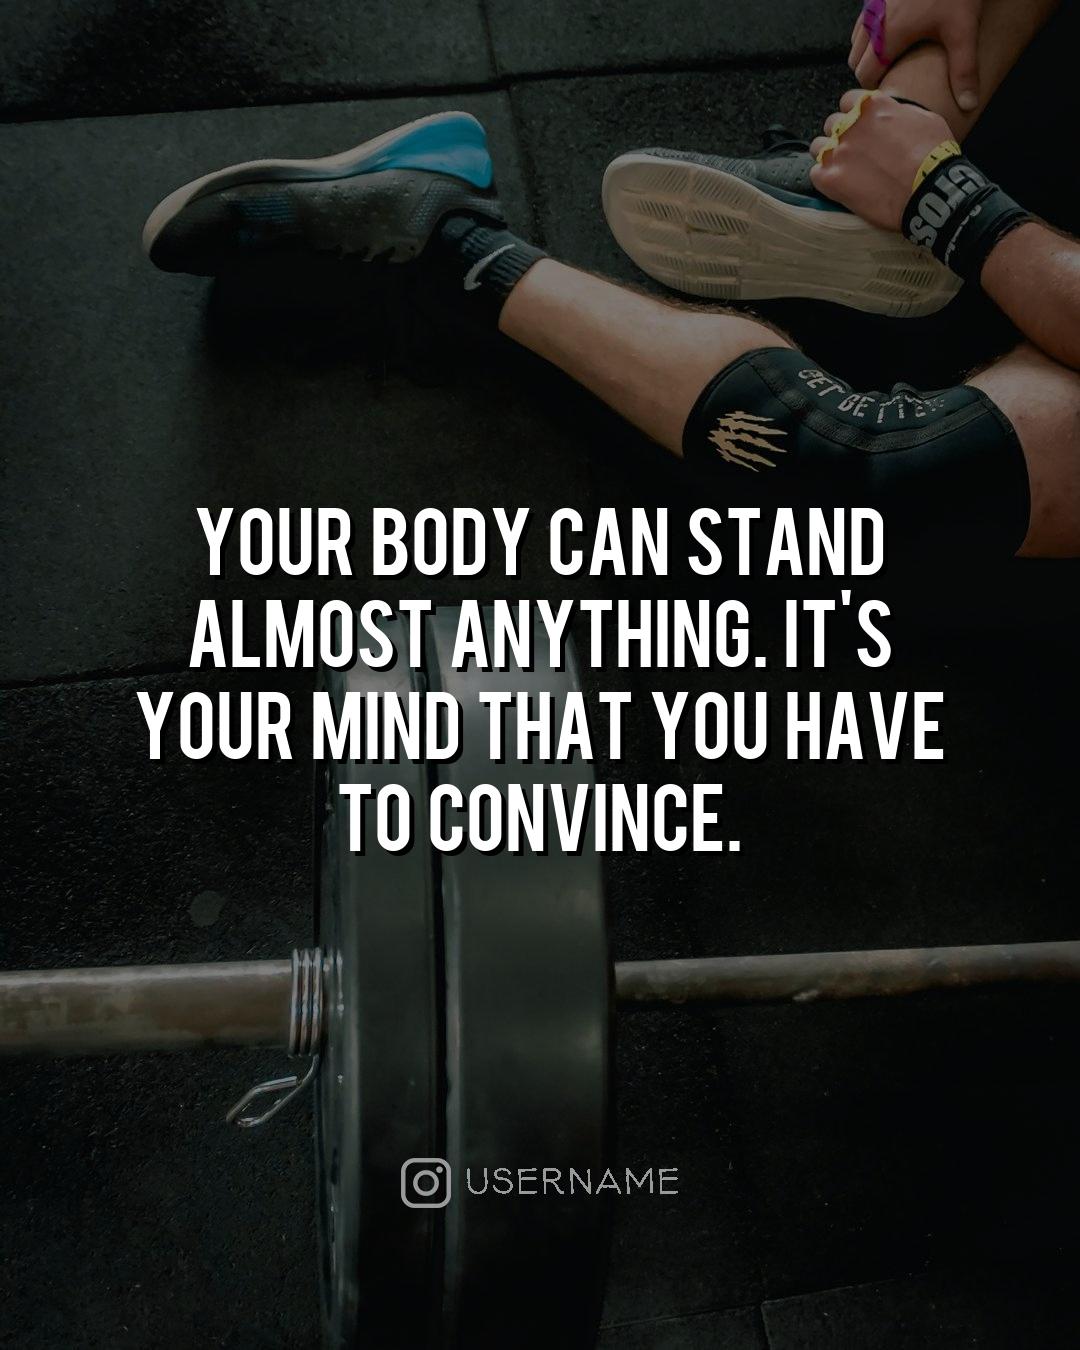 GET BETTER
YOUR BODY CAN STAND
ALMOST ANYTHING. IT'S
YOUR MIND THAT YOU HAVE
TO CONVINCE.
USERNAME